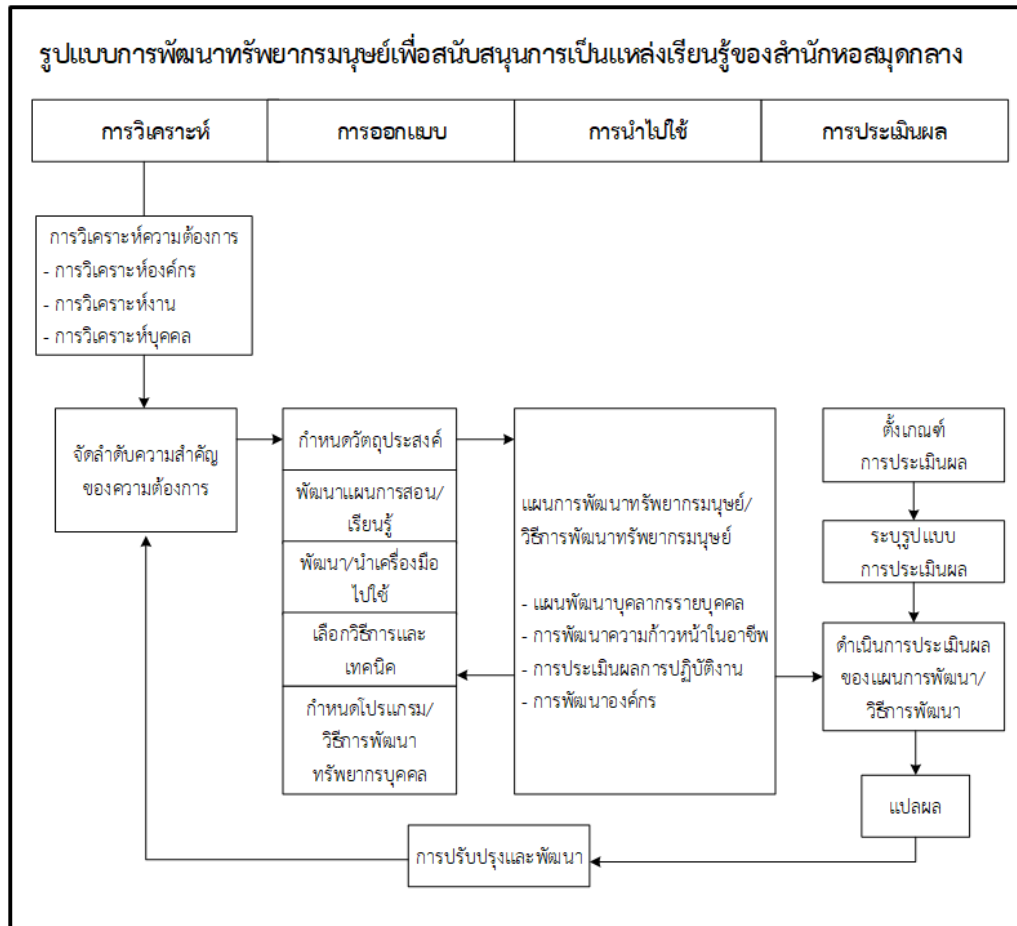 รูปแบบการพัฒนาทรัพยากรมนุษย์เพื่อสนับสนุนการเป็นแหล่งเรียนรู้ของสำนักหอสมุดกลาง
การวิเคราะห์
การออกแบบ
การนำไปใช้
การประเมินผล
การวิเคราะห์ความต้องการ
- การวิเคราะห์องค์กร
- การวิเคราะห์งาน
- การวิเคราะห์บุคคล
จัดลำดับความสำคัญ
ของความต้องการ
กำหนดวัตถุประสงค์
พัฒนาแผนการสอน/
เรียนรู้
พัฒนา/นำเครื่องมือ
ไปใช้
เลือกวิธีการและ
เทคนิค
กำหนดโปรแกรม/
วิธีการพัฒนา
ทรัพยากรบุคคล
แผนการพัฒนาทรัพยากรมนุษย์/
วิธีการพัฒนาทรัพยากรมนุษย์
- แผนพัฒนาบุคลากรรายบุคคล
- การพัฒนาความก้าวหน้าในอาชีพ
- การประเมินผลการปฏิบัติงาน
- การพัฒนาองค์กร
ตั้งเกณฑ์
การประเมินผล
ระบุรูปแบบ
การประเมินผล
ดำเนินการประเมินผล
ของแผนการพัฒนา/
วิธีการพัฒนา
แปลผล
การปรับปรุงและพัฒนา